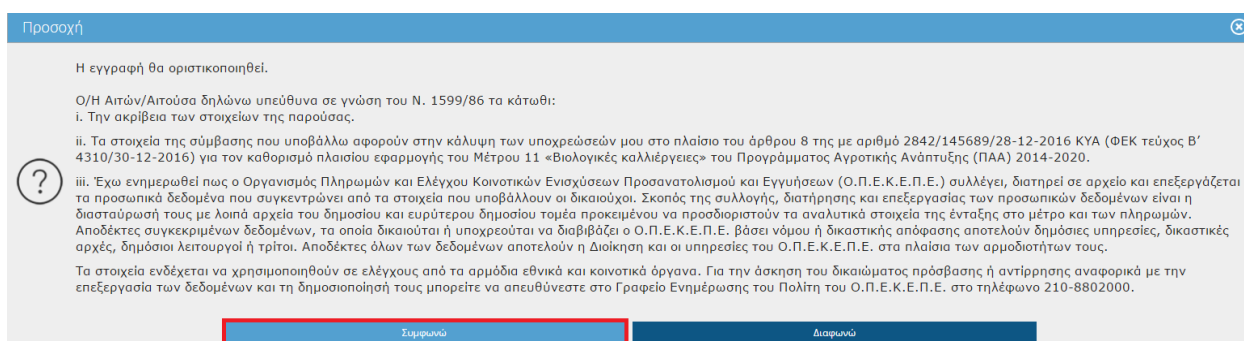 Προσοχή
Η εγγραφή θα οριστικοποιηθεί.
Ο/Η Αιτών/Αιτούσα δηλώνω υπεύθυνα σε γνώση του Ν. 1599/86 τα κάτωθι:
i. Την ακρίβεια των στοιχείων της παρούσας.
ii. Τα στοιχεία της σύμβασης που υποβάλλω αφορούν στην κάλυψη των υποχρεώσεών μου στο πλαίσιο του άρθρου 8 της με αριθμό 2842/145689/28-12-2016 ΚΥΑ (ΦΕΚ τεύχος Β΄
4310/30-12-2016) για τον καθορισμό πλαισίου εφαρμογής του Μέτρου 11 «Βιολογικές καλλιέργειες» του Προγράμματος Αγροτικής Ανάπτυξης (ΠΑΑ) 2014-2020.
iii. Έχω ενημερωθεί πως ο Οργανισμός Πληρωμών και Ελέγχου Κοινοτικών Ενισχύσεων Προσανατολισμού και Εγγυήσεων (Ο.Π.Ε.Κ.Ε.Π.Ε.) συλλέγει, διατηρεί σε αρχείο και επεξεργάζεται
τα προσωπικά δεδομένα που συγκεντρώνει από τα στοιχεία που υποβάλλουν οι δικαιούχοι. Σκοπός της συλλογής, διατήρησης και επεξεργασίας των προσωπικών δεδομένων είναι η
διασταύρωσή τους με λοιπά αρχεία του δημοσίου και ευρύτερου δημοσίου τομέα προκειμένου να προσδιοριστούν τα αναλυτικά στοιχεία της ένταξης στο μέτρο και των πληρωμών.
Αποδέκτες συγκεκριμένων δεδομένων, τα οποία δικαιούται ή υποχρεούται να διαβιβάζει ο Ο.Π.Ε.Κ.Ε.Π.Ε. βάσει νόμου ή δικαστικής απόφασης αποτελούν δημόσιες υπηρεσίες, δικαστικές
αρχές, δημόσιοι λειτουργοί ή τρίτοι. Αποδέκτες όλων των δεδομένων αποτελούν η Διοίκηση και οι υπηρεσίες του Ο.Π.Ε.Κ.Ε.Π.Ε. στα πλαίσια των αρμοδιοτήτων τους.
Τα στοιχεία ενδέχεται να χρησιμοποιηθούν σε ελέγχους από τα αρμόδια εθνικά και κοινοτικά όργανα. Για την άσκηση του δικαιώματος πρόσβασης ή αντίρρησης αναφορικά με την
επεξεργασία των δεδομένων και τη δημοσιοποίησή τους μπορείτε να απευθύνεστε στο Γραφείο Ενημέρωσης του Πολίτη του Ο.Π.Ε.Κ.Ε.Π.Ε. στο τηλέφωνο 210-8802000.
Συμφωνώ
Διαφωνώ